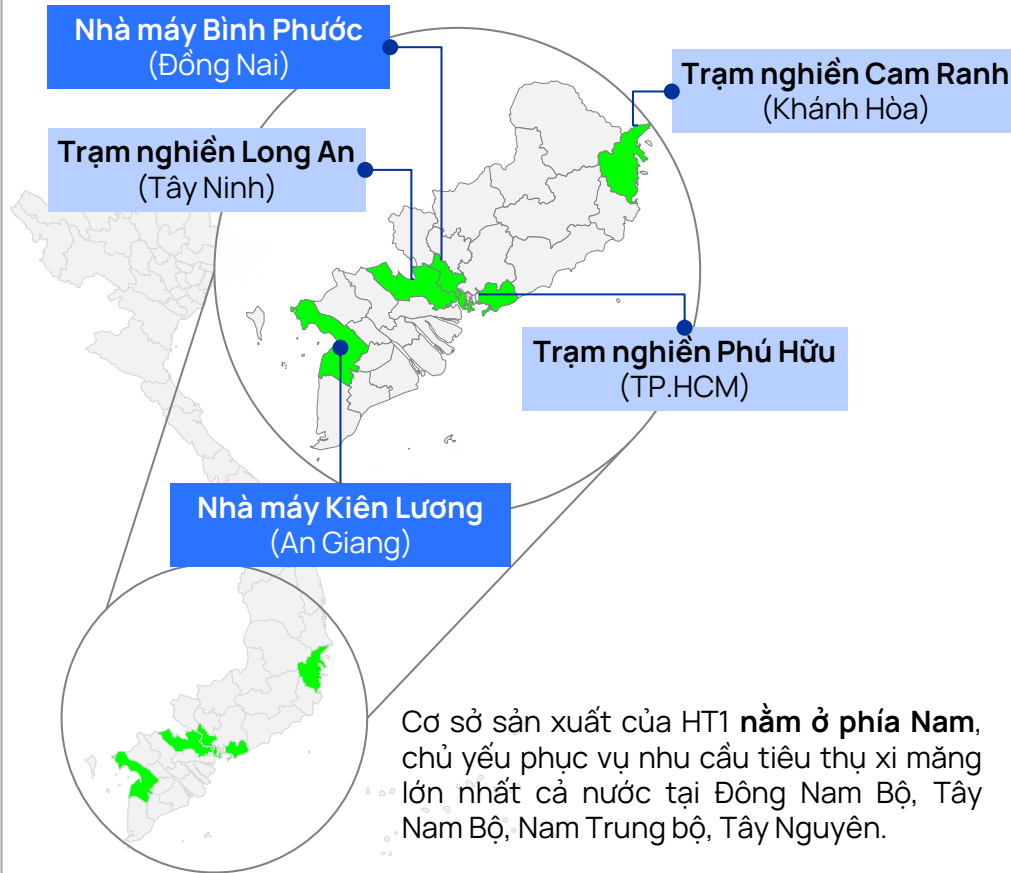 Nhà máy Bình Phước
(Đồng Nai)
Trạm nghiền Cam Ranh
(Khánh Hòa)
Trạm nghiền Long An
(Tây Ninh)
Trạm nghiền Phú Hữu
(TP.HCM)
Nhà máy Kiên Lương
(An Giang)
Cơ sở sản xuất của HT1 nằm ở phía Nam,
chủ yếu phục vụ nhu cầu tiêu thụ xi măng
lớn nhất cả nước tại Đông Nam Bộ, Tây
Nam Bộ, Nam Trung bộ, Tây Nguyên.